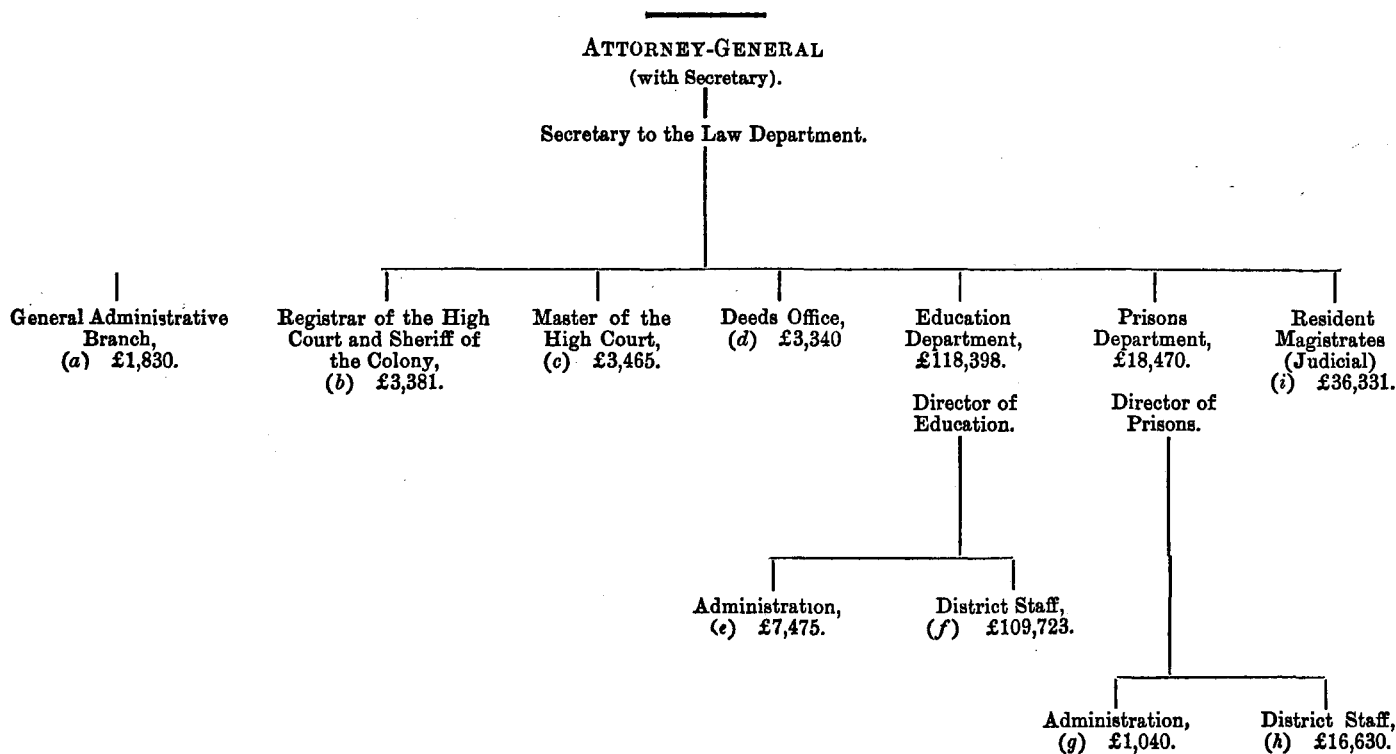 ATTORNEY-GENERAL
(with Secretary).
Secretary to the Law Department.
General Administrative
Branch,
(a) £1,830.
Registrar of the High
Court and Sheriff of
the Colony,
(b) £3,381.
Master of the
High Court,
(c) £3,465.
Deeds Office,
(d) £3,340
Education
Department,
£118,398.
Director of
Education.
Prisons
Department,
£18,470.
Director of
Prisons.
Resident
Magistrates
(Judicial)
(i) £36,331.
Administration,
(e) £7,475.
District Staff,
(f) £109,723.
Administration,
(g) £1,040.
District Staff,
(h) £16,630.